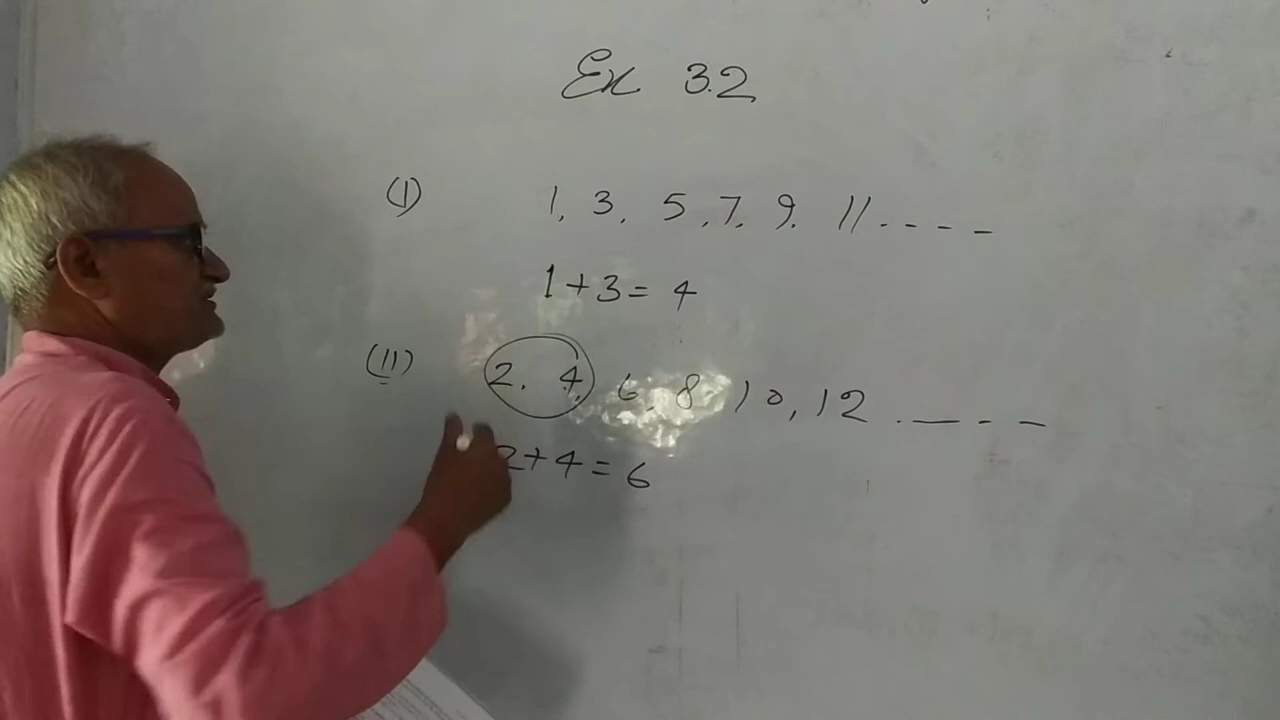 Ex 3.2
(I) 1, 3, 5, 7, 9, 11 . - - - -
1+3= 4
(II) 2, 4, 6, 8, 10, 12 . - - - -
2+4=6